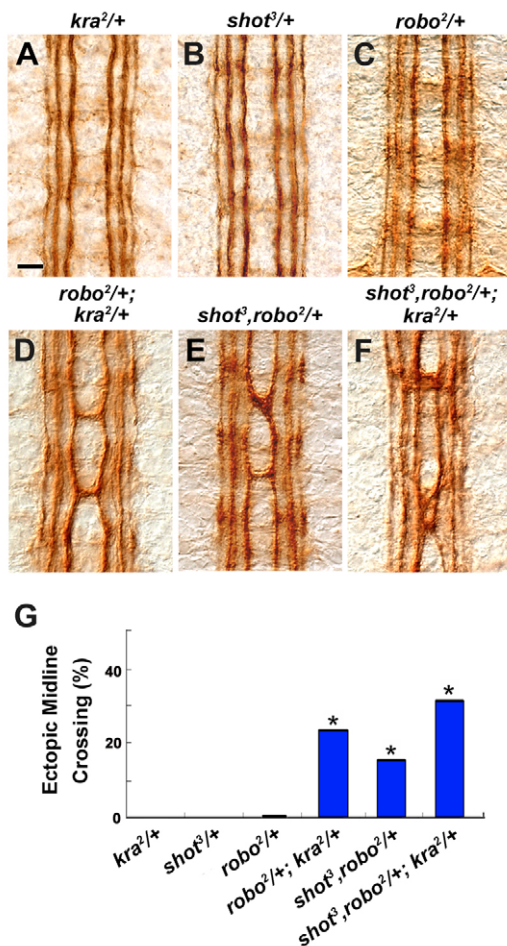 kra²/+ shot³/+ robo²/+
A B C
robo²/+; shot³,robo²/+;
kra²/+ shot³,robo²/+ kra²/+
D E F
G
Ectopic Midline
Crossing (%)
40
20
0
* * *
kra²/+
shot³/+
robo²/+
robo²/+; kra²/+
shot³,robo²/+
shot³,robo²/+; kra²/+